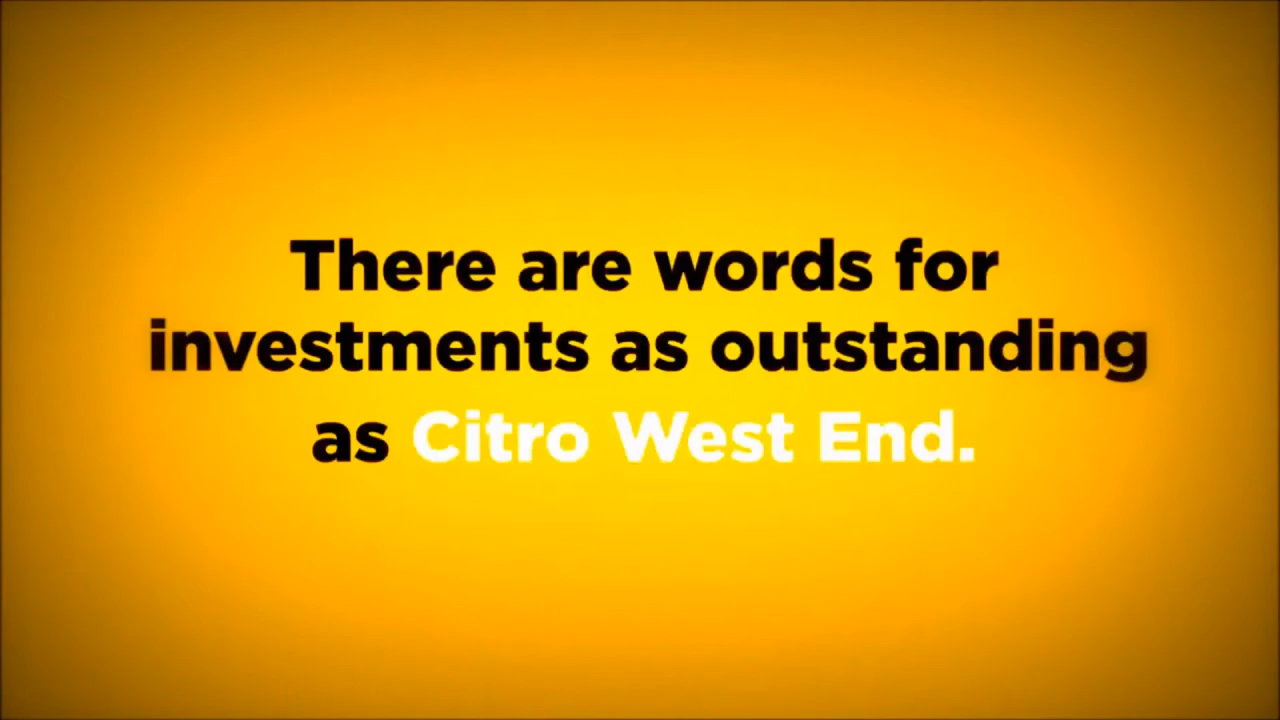 There are words for
investments as outstanding
as Citro West End.